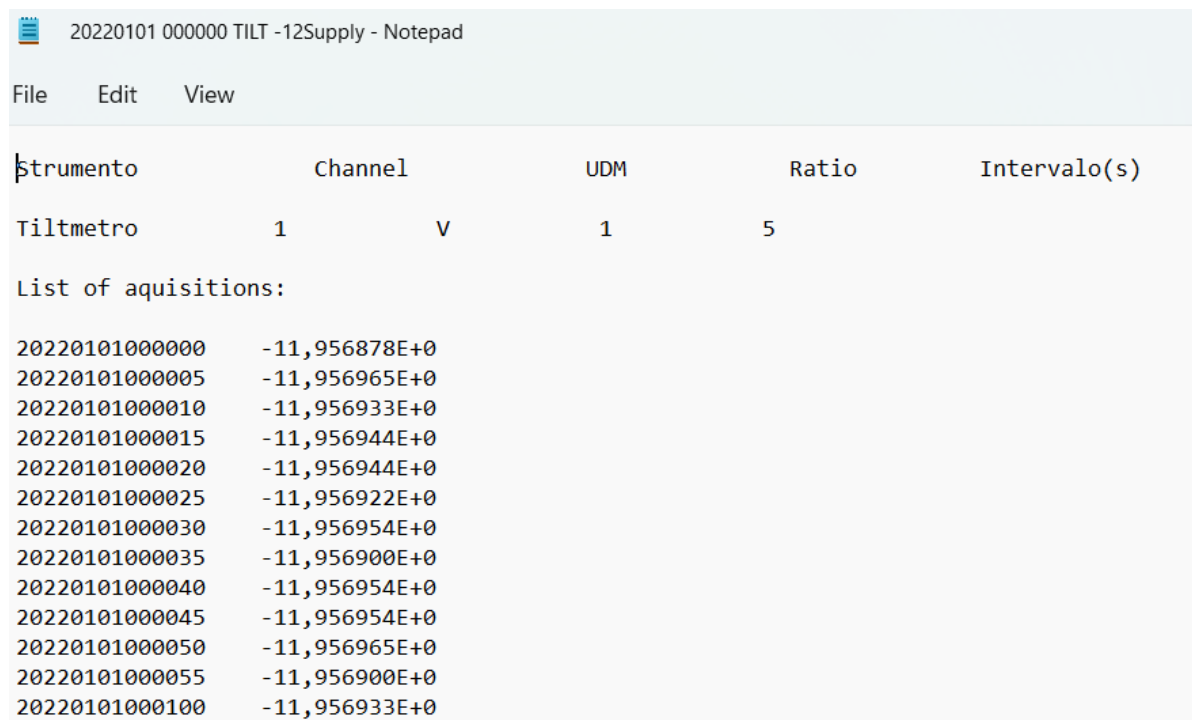 20220101 000000 TILT -12Supply - Notepad
File Edit View
Strumento Channel UDM Ratio Intervalo(s)
Tiltmetro 1 V 1 5
List of aquisitions:
20220101000000 -11,956878E+0
20220101000005 -11,956965E+0
20220101000010 -11,956933E+0
20220101000015 -11,956944E+0
20220101000020 -11,956944E+0
20220101000025 -11,956922E+0
20220101000030 -11,956954E+0
20220101000035 -11,956900E+0
20220101000040 -11,956954E+0
20220101000045 -11,956954E+0
20220101000050 -11,956965E+0
20220101000055 -11,956900E+0
20220101000100 -11,956933E+0